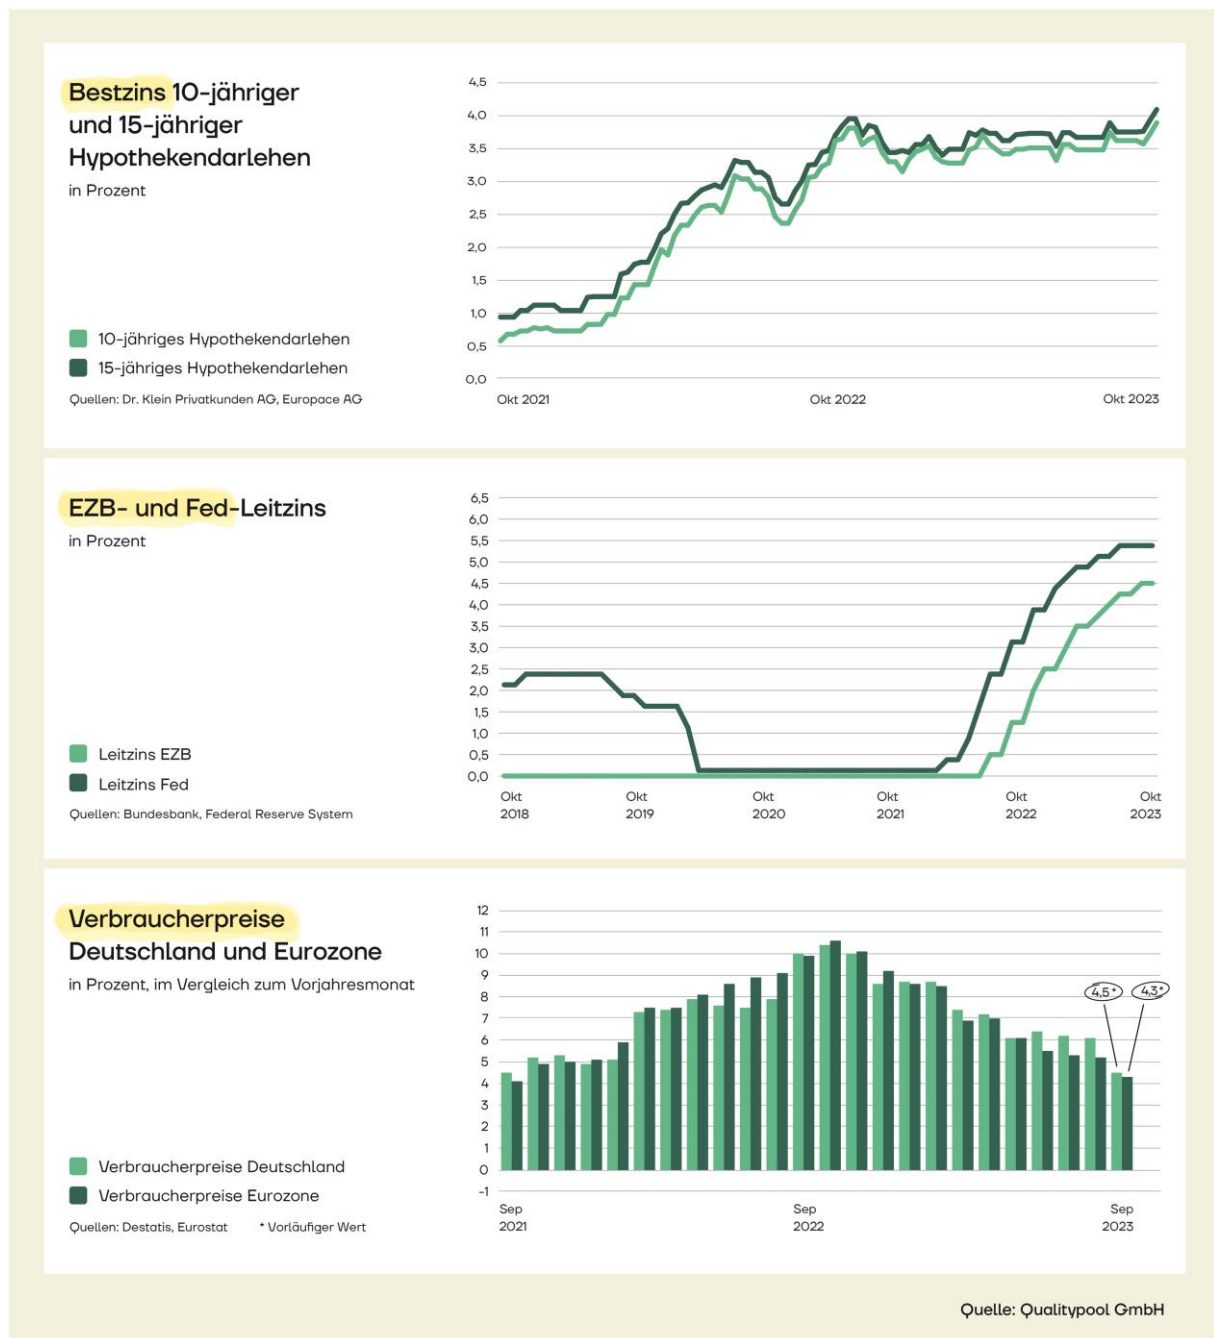 Bestzins 10-jähriger
und 15-jähriger
Hypothekendarlehen
in Prozent
10-jähriges Hypothekendarlehen
15-jähriges Hypothekendarlehen
Quellen: Dr. Klein Privatkunden AG, Europace AG
4,5
4,0
3,5
3,0
2,5
2,0
1,5
1,0
0,5
0,0
Okt 2021 Okt 2022 Okt 2023
EZB- und Fed-Leitzins
in Prozent
Leitzins EZB
Leitzins Fed
Quellen: Bundesbank, Federal Reserve System
6,5
6,0
5,5
5,0
4,5
4,0
3,5
3,0
2,5
2,0
1,5
1,0
0,5
0,0
Okt Okt Okt Okt Okt Okt
2018 2019 2020 2021 2022 2023
Verbraucherpreise
Deutschland und Eurozone
in Prozent, im Vergleich zum Vorjahresmonat
Verbraucherpreise Deutschland
Verbraucherpreise Eurozone
Quellen: Destatis, Eurostat * Vorläufiger Wert
12
11
10
9
8
7
6
5
4
3
2
1
0
-1
4,5* 4,3*
Sep Sep Sep
2021 2022 2023
Quelle: Qualitypool GmbH